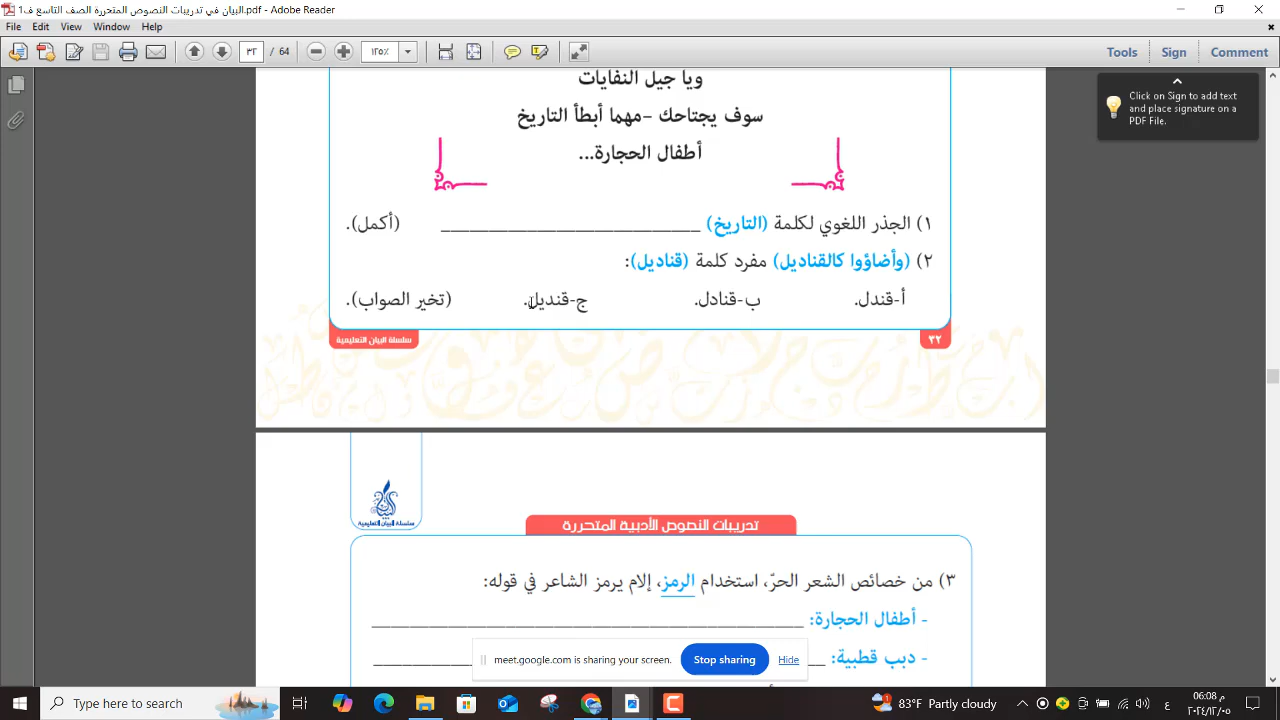 البيان في تدريبات النصوص المتحررة الصف التاسع ف1.pdf
File Edit View Window Help
٣٢ / 64 ١٢٥٪ Tools Sign Comment
Click on Sign to add text and place signature on a PDF File.
ويا جيل النفايات
سوف يجتاحك -مهما أبطأ التاريخ
أطفال الحجارة...
١) الجذر اللغوي لكلمة (التاريخ) __________________________ (أكمل).
٢) (وأضاؤوا كالقناديل) مفرد كلمة (قناديل):
أ-قندل. ب-قنادل. ج-قنديل. (تخير الصواب).
٣٢ سلسلة البيان التعليمية
سلسلة البيان التعليمية
تدريبات النصوص الأدبية المتحررة
٣) من خصائص الشعر الحرّ، استخدام الرمز، إلام يرمز الشاعر في قوله:
- أطفال الحجارة: ____________________________________________
meet.google.com is sharing your screen. Stop sharing Hide
- دبب قطبية: ____________
Type here to search 83°F Partly cloudy 06:08 م